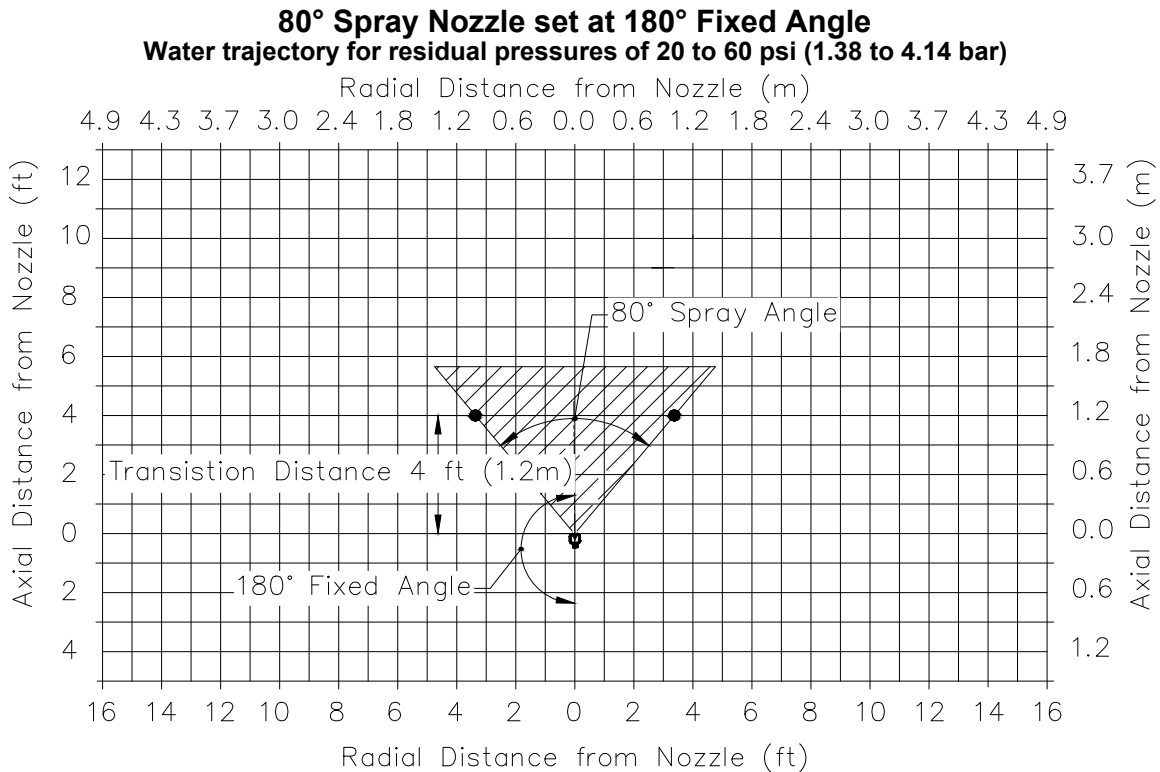 80° Spray Nozzle set at 180° Fixed Angle
Water trajectory for residual pressures of 20 to 60 psi (1.38 to 4.14 bar)
Radial Distance from Nozzle (m)
4.9 4.3 3.7 3.0 2.4 1.8 1.2 0.6 0.0 0.6 1.2 1.8 2.4 3.0 3.7 4.3 4.9
Axial Distance from Nozzle (ft)
12
10
8
6
4
2
0
2
4
80° Spray Angle
Transistion Distance 4 ft (1.2m)
180° Fixed Angle
3.7
3.0
2.4
1.8
1.2
0.6
0.0
0.6
1.2
Axial Distance from Nozzle (m)
16 14 12 10 8 6 4 2 0 2 4 6 8 10 12 14 16
Radial Distance from Nozzle (ft)